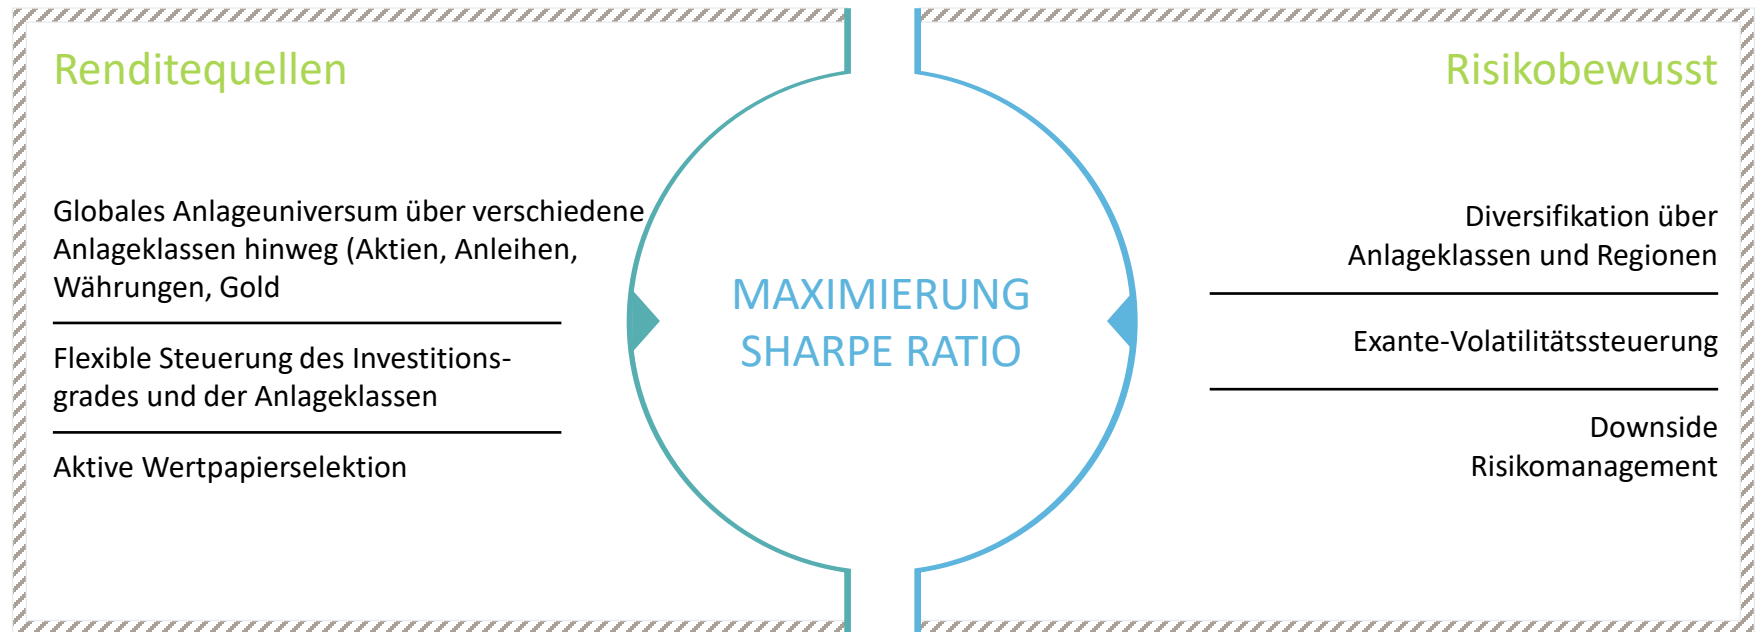 Renditequellen
Globales Anlageuniversum über verschiedene
Anlageklassen hinweg (Aktien, Anleihen,
Währungen, Gold
Flexible Steuerung des Investitions-
grades und der Anlageklassen
Aktive Wertpapierselektion
MAXIMIERUNG
SHARPE RATIO
Risikobewusst
Diversifikation über
Anlageklassen und Regionen
Exante-Volatilitätssteuerung
Downside
Risikomanagement